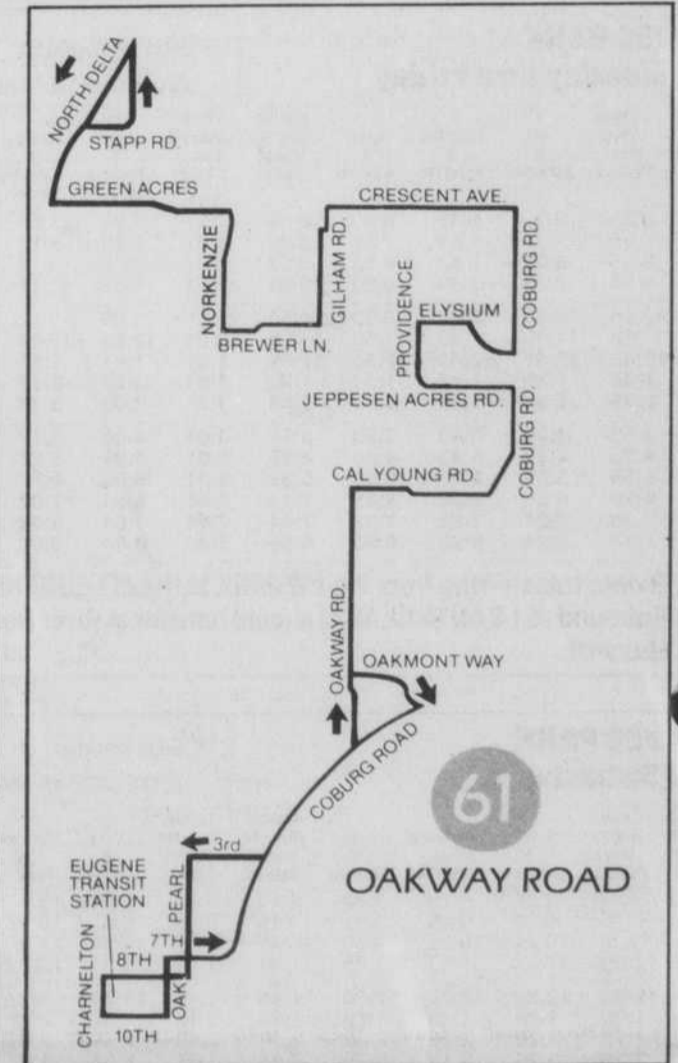 NORTH DELTA
STAPP RD.
GREEN ACRES
CRESCENT AVE.
NORKENZIE
GILHAM RD.
COBURG RD.
PROVIDENCE
ELYSIUM
BREWER LN.
JEPPESEN ACRES RD.
COBURG RD.
CAL YOUNG RD.
OAKWAY RD.
OAKMONT WAY
COBURG ROAD
61
OAKWAY ROAD
3rd
EUGENE
TRANSIT
STATION
PEARL
7TH
8TH
OAK
CHARNELTON
10TH